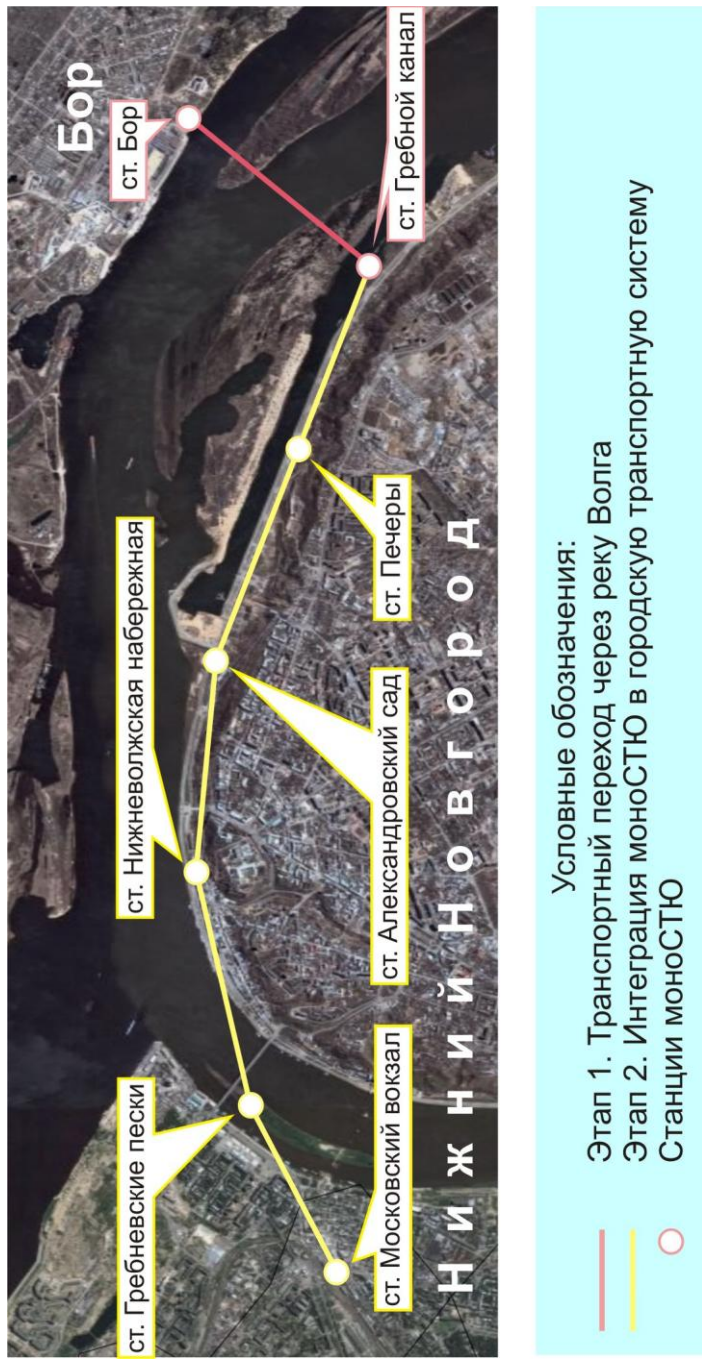 Бор
ст. Бор
ст. Гребной канал
ст. Печеры
ст. Нижневолжская набережная
ст. Александровский сад
ст. Гребневские пески
ст. Московский вокзал
Нижний Новгород
Условные обозначения:
Этап 1. Транспортный переход через реку Волга
Этап 2. Интеграция моноСТЮ в городскую транспортную систему
Станции моноСТЮ